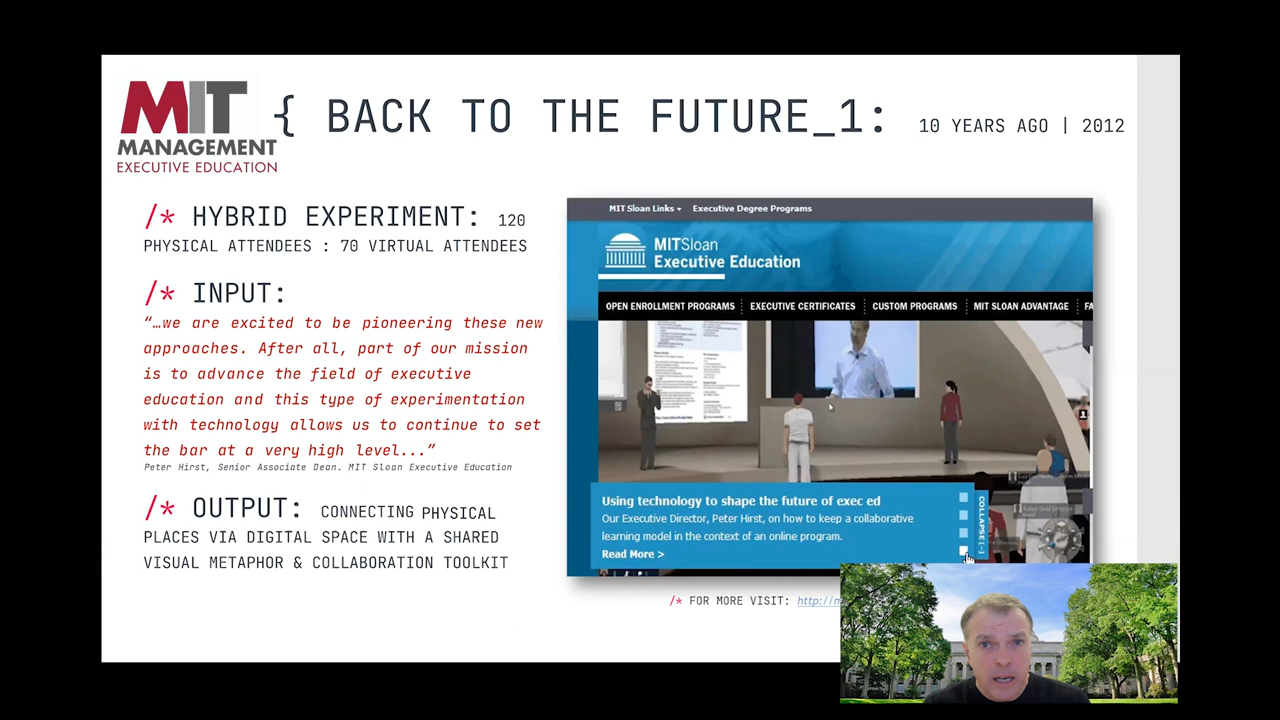 MIT
MANAGEMENT
EXECUTIVE EDUCATION
{ BACK TO THE FUTURE_1: 10 YEARS AGO | 2012
/* HYBRID EXPERIMENT: 120
PHYSICAL ATTENDEES : 70 VIRTUAL ATTENDEES
/* INPUT:
“…we are excited to be pioneering these new
approaches. After all, part of our mission
is to advance the field of executive
education and this type of experimentation
with technology allows us to continue to set
the bar at a very high level...”
Peter Hirst, Senior Associate Dean. MIT Sloan Executive Education
/* OUTPUT: CONNECTING PHYSICAL
PLACES VIA DIGITAL SPACE WITH A SHARED
VISUAL METAPHOR & COLLABORATION TOOLKIT
MIT Sloan Links Executive Degree Programs
MITSloan
Executive Education
OPEN ENROLLMENT PROGRAMS EXECUTIVE CERTIFICATES CUSTOM PROGRAMS MIT SLOAN ADVANTAGE FA
Using technology to shape the future of exec ed
Our Executive Director, Peter Hirst, on how to keep a collaborative
learning model in the context of an online program.
Read More >
COLLAPSE [-]
/* FOR MORE VISIT: http://m